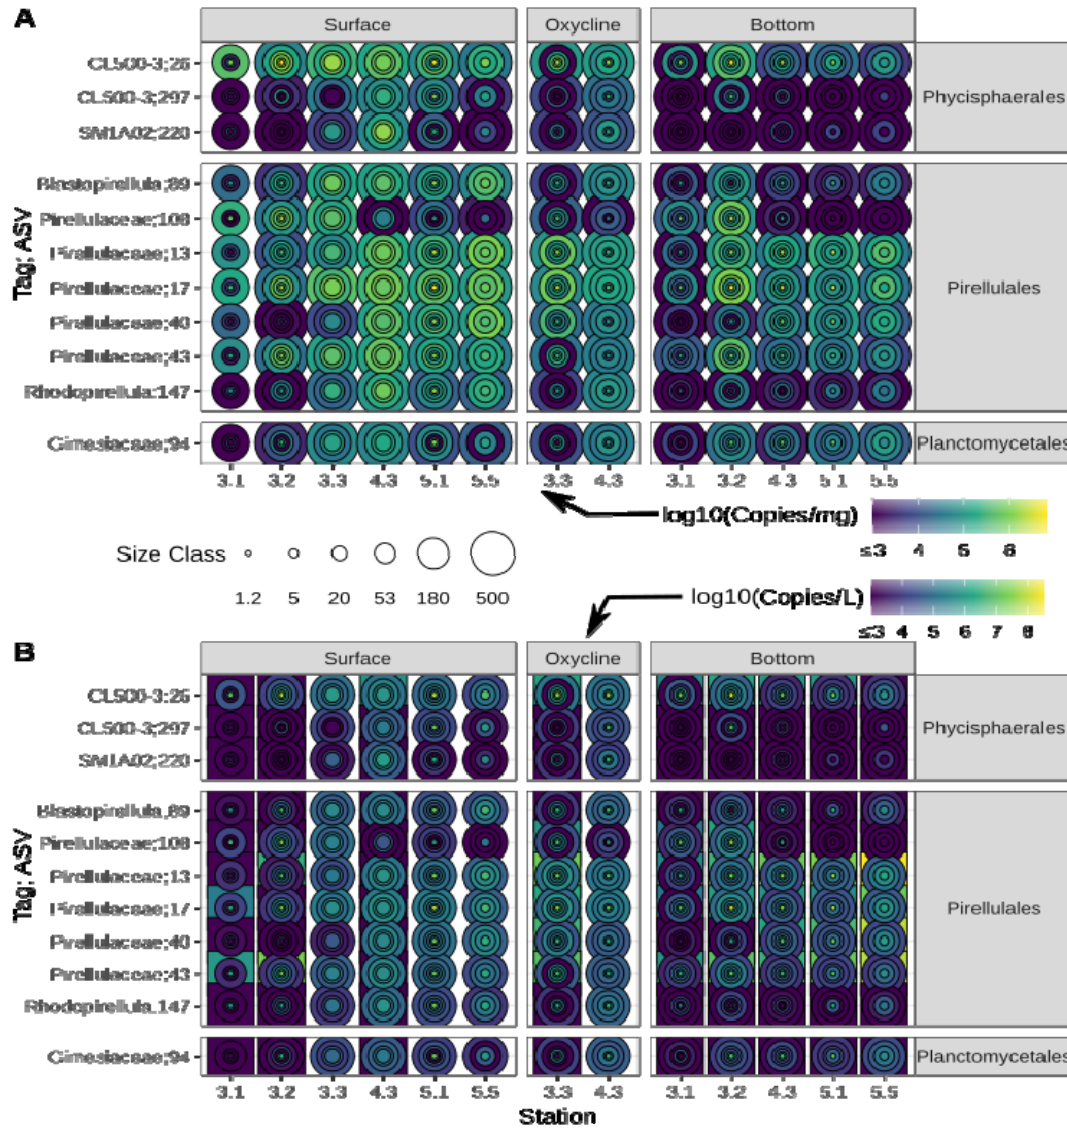 A
Surface Oxycline Bottom
CL500-3;26
CL500-3;297
SM1A02;220
Phycisphaerales
Blastopirellula;89
Pirellulaceae;108
Pirellulaceae;13
Pirellulaceae;17
Pirellulaceae;40
Pirellulaceae;43
Rhodopirellula;147
Pirellulales
Gimesiaceae;94
Planctomycetales
Tag; ASV
3.1 3.2 3.3 4.3 5.1 5.5 3.3 4.3 3.1 3.2 4.3 5.1 5.5
log10(Copies/mg)
≤3 4 5 6
Size Class
1.2 5 20 53 180 500
log10(Copies/L)
≤3 4 5 6 7 8
B
Surface Oxycline Bottom
CL500-3;26
CL500-3;297
SM1A02;220
Phycisphaerales
Blastopirellula;89
Pirellulaceae;108
Pirellulaceae;13
Pirellulaceae;17
Pirellulaceae;40
Pirellulaceae;43
Rhodopirellula;147
Pirellulales
Gimesiaceae;94
Planctomycetales
Tag; ASV
3.1 3.2 3.3 4.3 5.1 5.5 3.3 4.3 3.1 3.2 4.3 5.1 5.5
Station